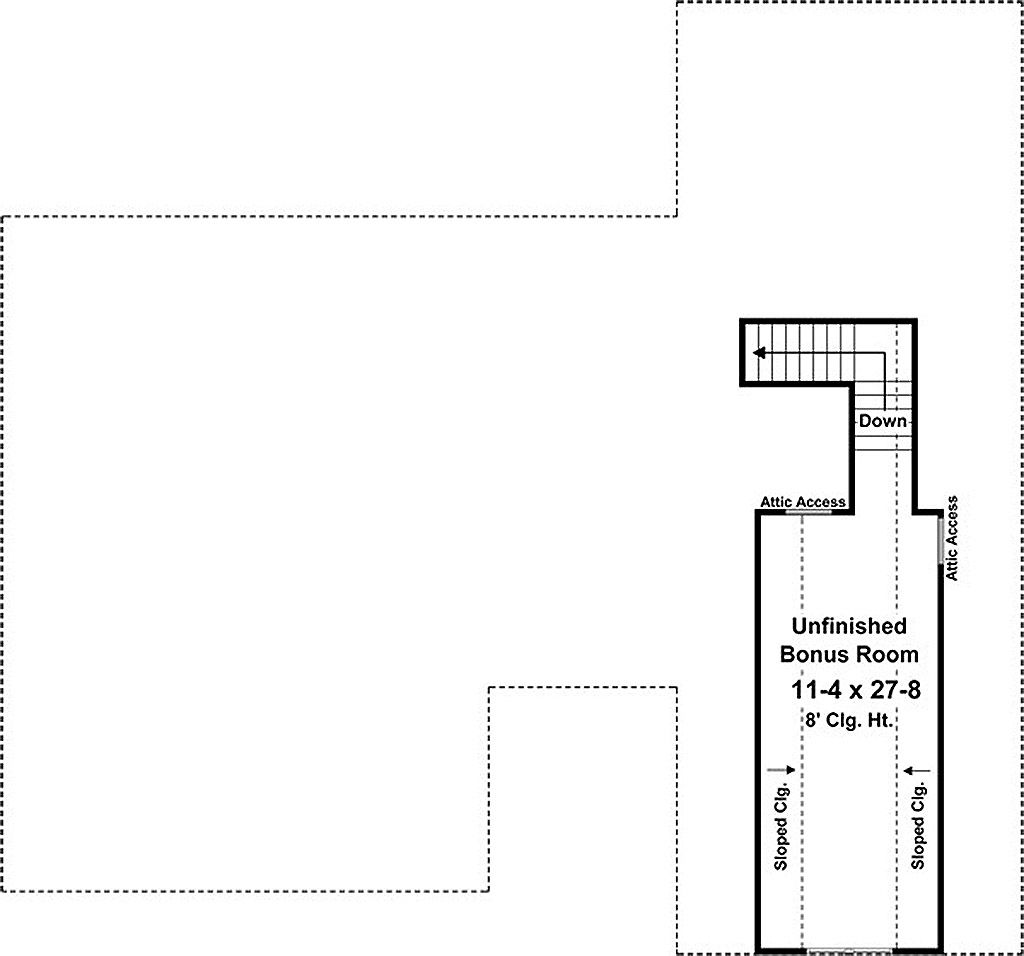 Down
Attic Access
Attic Access
Unfinished
Bonus Room
11-4 x 27-8
8' Clg. Ht.
Sloped Clg.
Sloped Clg.